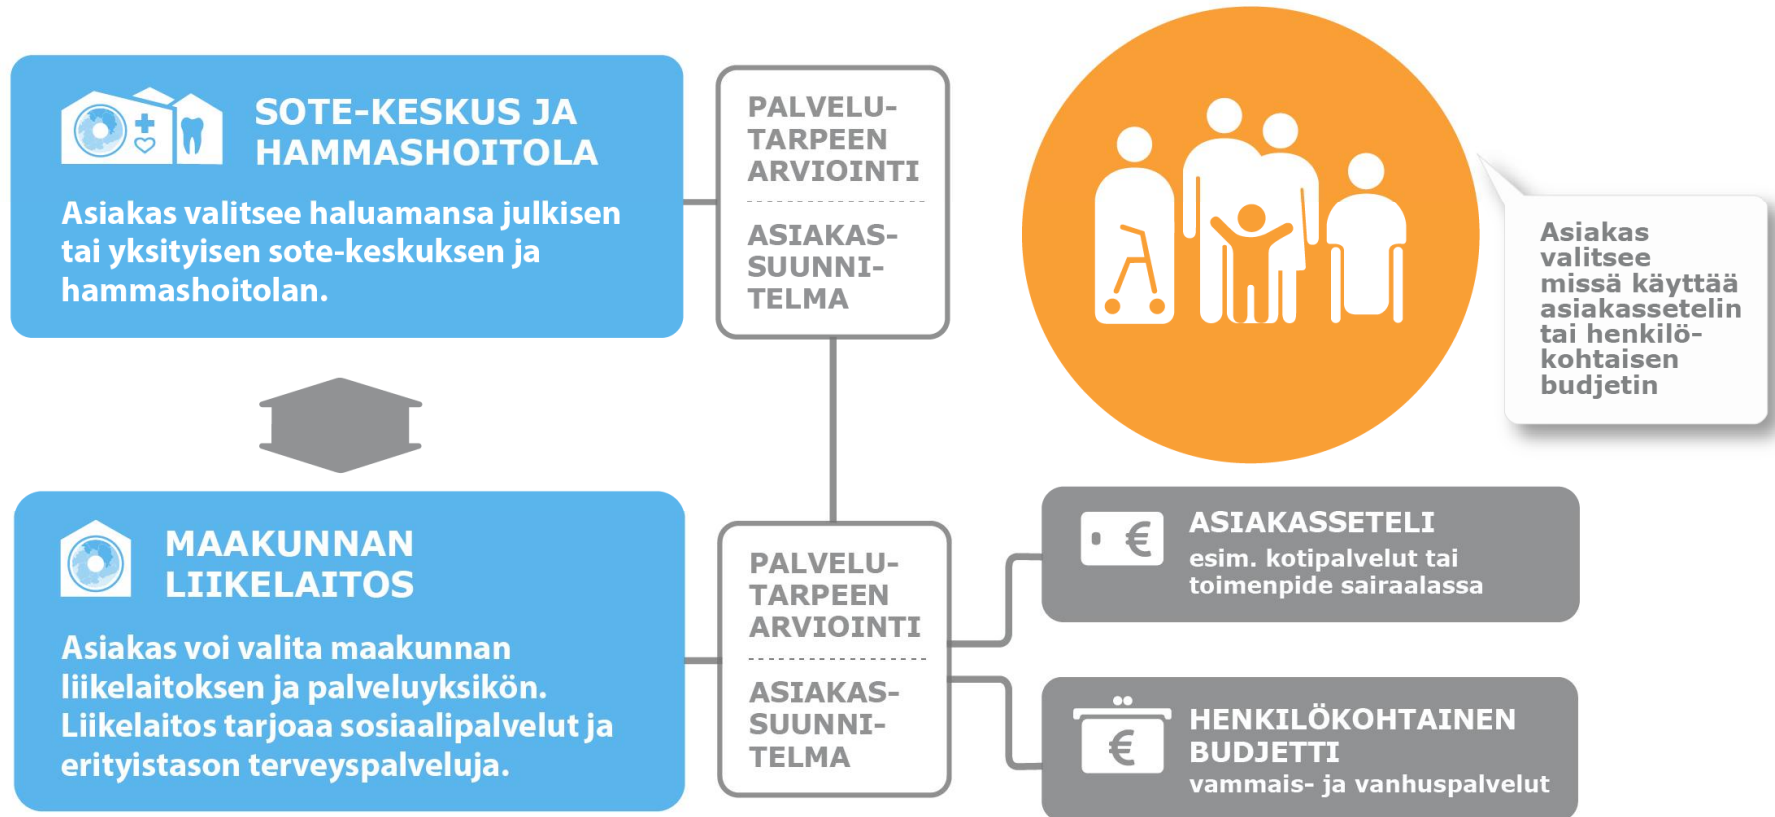 SOTE-KESKUS JA
HAMMASHOITOLA
Asiakas valitsee haluamansa julkisen
tai yksityisen sote-keskuksen ja
hammashoitolan.
PALVELU-
TARPEEN
ARVIOINTI
ASIAKAS-
SUUNNI-
TELMA
Asiakas
valitsee
missä käyttää
asiakassetelin
tai henkilö-
kohtaisen
budjetin
MAAKUNNAN
LIIKELAITOS
Asiakas voi valita maakunnan
liikelaitoksen ja palveluyksikön.
Liikelaitos tarjoaa sosiaalipalvelut ja
erityistason terveyspalveluja.
PALVELU-
TARPEEN
ARVIOINTI
ASIAKAS-
SUUNNI-
TELMA
€
ASIAKASSETELI
esim. kotipalvelut tai
toimenpide sairaalassa
€
HENKILÖKOHTAINEN
BUDJETTI
vammais- ja vanhuspalvelut